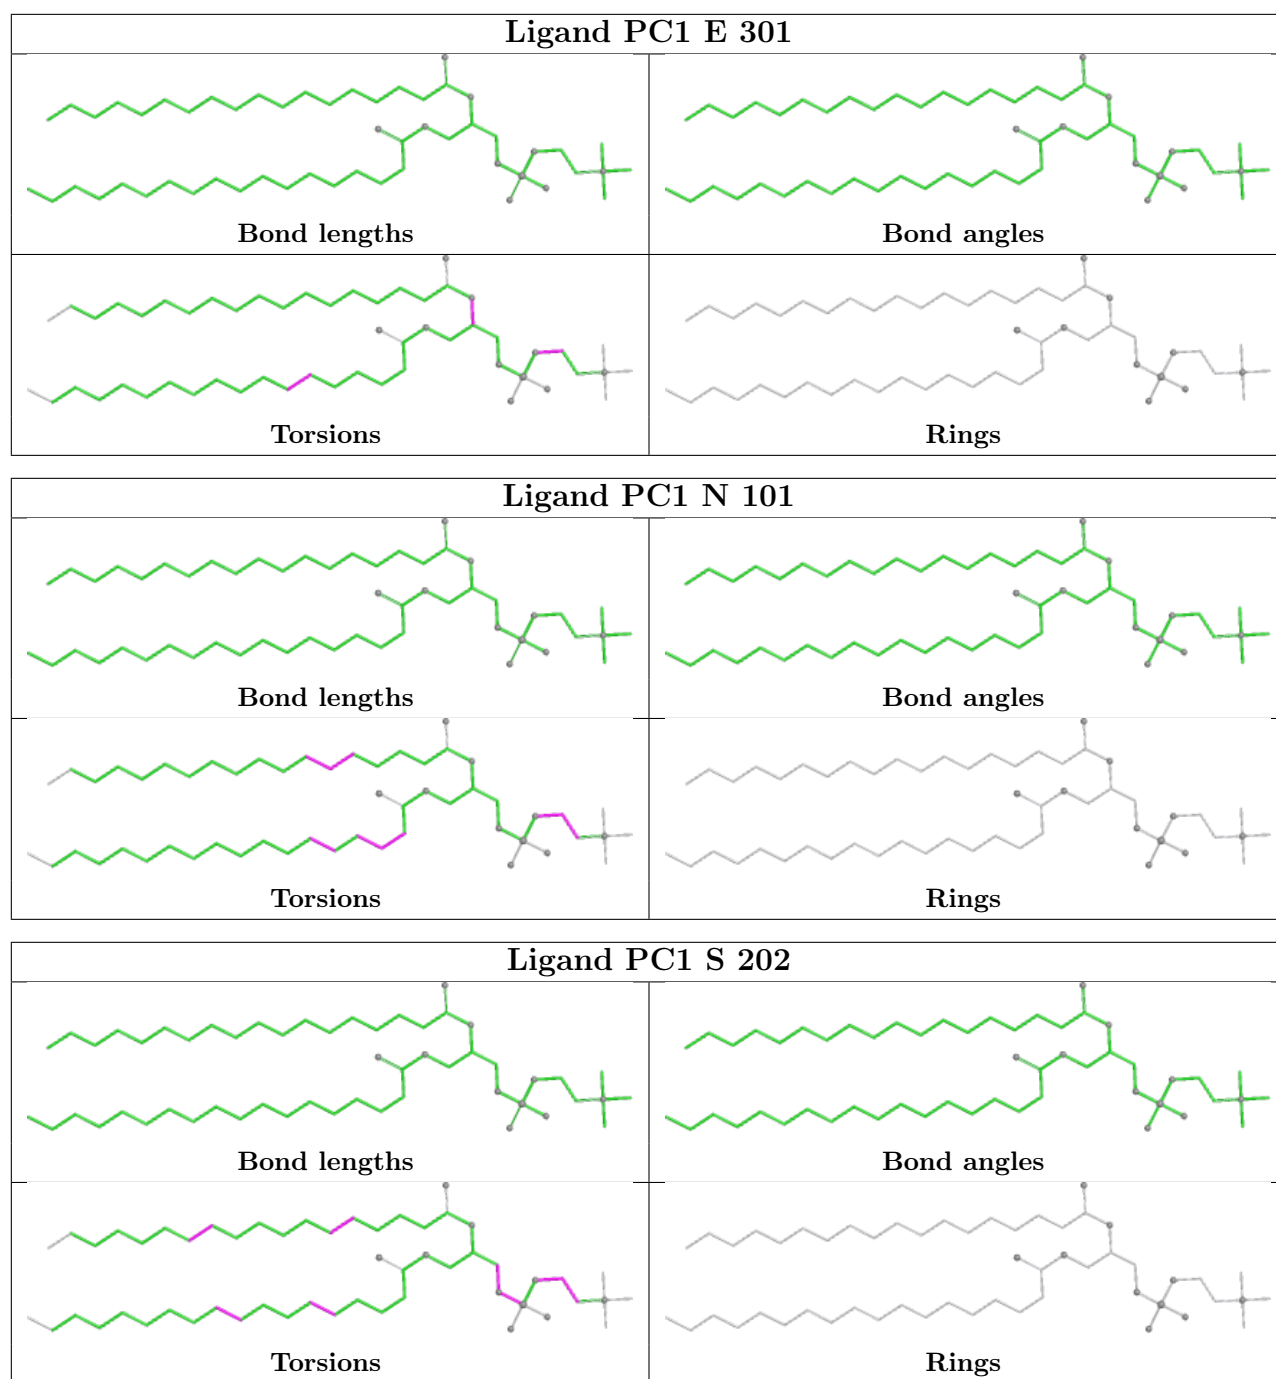 Ligand PC1 E 301
Bond lengths
Bond angles
Torsions
Rings
Ligand PC1 N 101
Bond lengths
Bond angles
Torsions
Rings
Ligand PC1 S 202
Bond lengths
Bond angles
Torsions
Rings